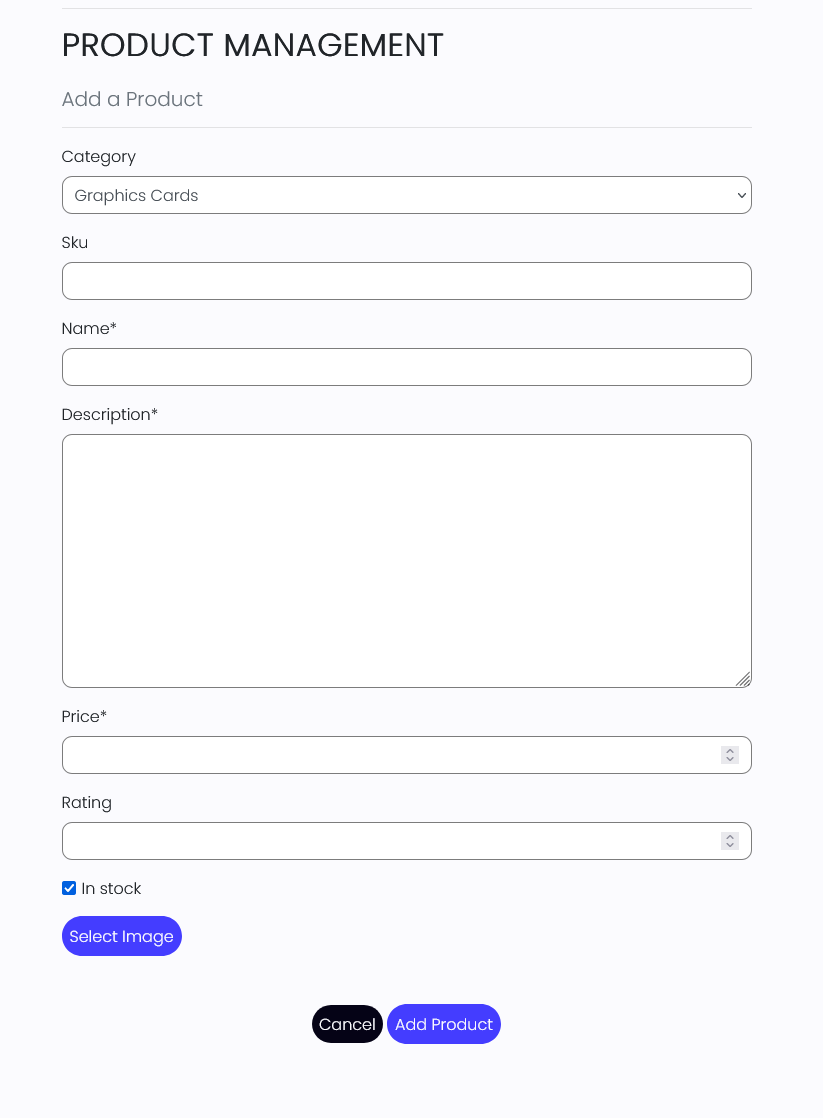 PRODUCT MANAGEMENT
Add a Product
Category
Graphics Cards
Sku
Name*
Description*
Price*
Rating
In stock
Select Image
Cancel Add Product